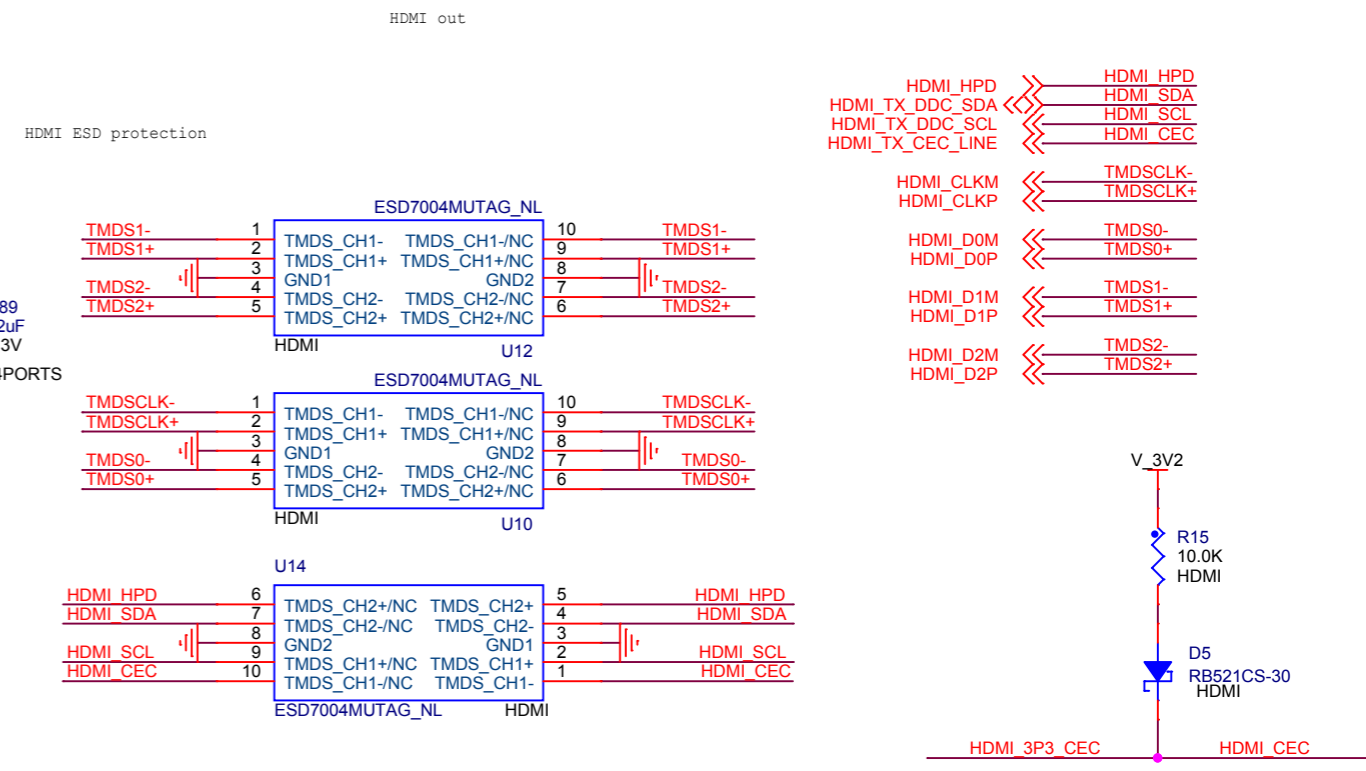 HDMI out
HDMI ESD protection
HDMI_HPD HDMI_HPD
HDMI_TX_DDC_SDA HDMI_SDA
HDMI_TX_DDC_SCL HDMI_SCL
HDMI_TX_CEC_LINE HDMI_CEC
HDMI_CLKM TMDSCLK-
HDMI_CLKP TMDSCLK+
HDMI_D0M TMDS0-
HDMI_D0P TMDS0+
HDMI_D1M TMDS1-
HDMI_D1P TMDS1+
HDMI_D2M TMDS2-
HDMI_D2P TMDS2+
ESD7004MUTAG_NL
TMDS1- 1 TMDS_CH1- TMDS_CH1-/NC 10 TMDS1-
TMDS1+ 2 TMDS_CH1+ TMDS_CH1+/NC 9 TMDS1+
3 GND1 GND2 8
TMDS2- 4 TMDS_CH2- TMDS_CH2-/NC 7 TMDS2-
TMDS2+ 5 TMDS_CH2+ TMDS_CH2+/NC 6 TMDS2+
HDMI U12
89
2uF
3V
PORTS
ESD7004MUTAG_NL
TMDSCLK- 1 TMDS_CH1- TMDS_CH1-/NC 10 TMDSCLK-
TMDSCLK+ 2 TMDS_CH1+ TMDS_CH1+/NC 9 TMDSCLK+
3 GND1 GND2 8
TMDS0- 4 TMDS_CH2- TMDS_CH2-/NC 7 TMDS0-
TMDS0+ 5 TMDS_CH2+ TMDS_CH2+/NC 6 TMDS0+
HDMI U10
U14
HDMI_HPD 6 TMDS_CH2+/NC TMDS_CH2+ 5 HDMI_HPD
HDMI_SDA 7 TMDS_CH2-/NC TMDS_CH2- 4 HDMI_SDA
8 GND2 GND1 3
HDMI_SCL 9 TMDS_CH1+/NC TMDS_CH1+ 2 HDMI_SCL
HDMI_CEC 10 TMDS_CH1-/NC TMDS_CH1- 1 HDMI_CEC
ESD7004MUTAG_NL HDMI
V_3V2
R15
10.0K
HDMI
D5
RB521CS-30
HDMI
HDMI_3P3_CEC HDMI_CEC